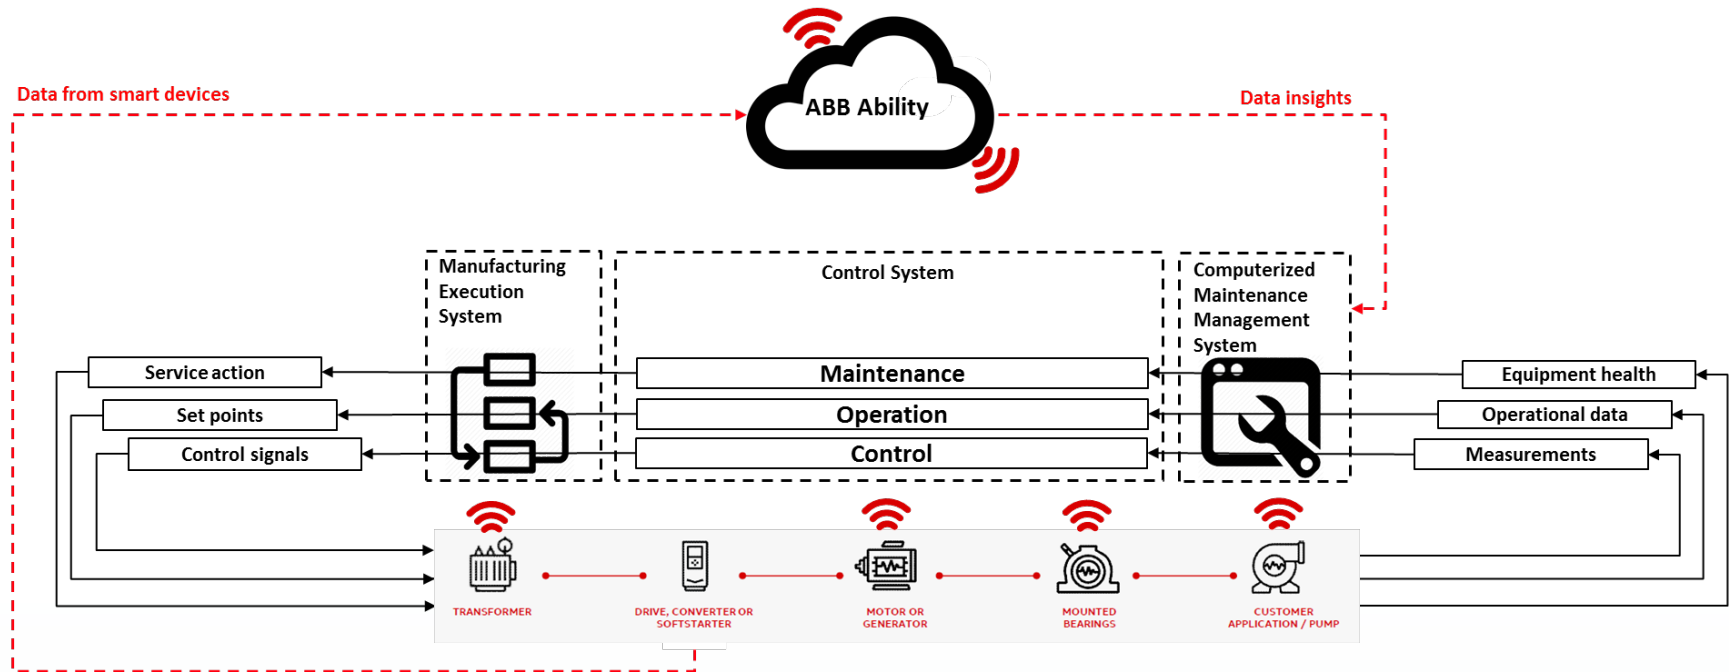 Data from smart devices
ABB Ability
Data insights
Manufacturing
Execution
System
Control System
Computerized
Maintenance
Management
System
Service action
Maintenance
Equipment health
Set points
Operation
Operational data
Control signals
Control
Measurements
TRANSFORMER
DRIVE, CONVERTER OR
SOFTSTARTER
MOTOR OR
GENERATOR
MOUNTED
BEARINGS
CUSTOMER
APPLICATION / PUMP